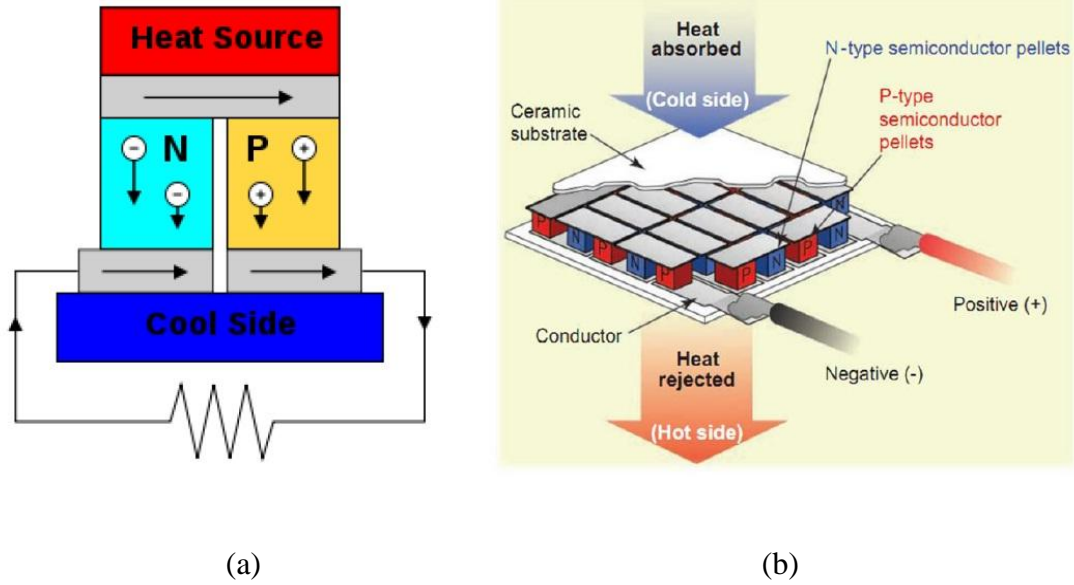 Heat Source
N
P
−
+
−
+
Cool Side
(a)
Heat
absorbed
(Cold side)
N-type semiconductor pellets
P-type
semiconductor
pellets
Ceramic
substrate
N
P
N
P
N
P
N
P
N
Positive (+)
Conductor
Negative (-)
Heat
rejected
(Hot side)
(b)